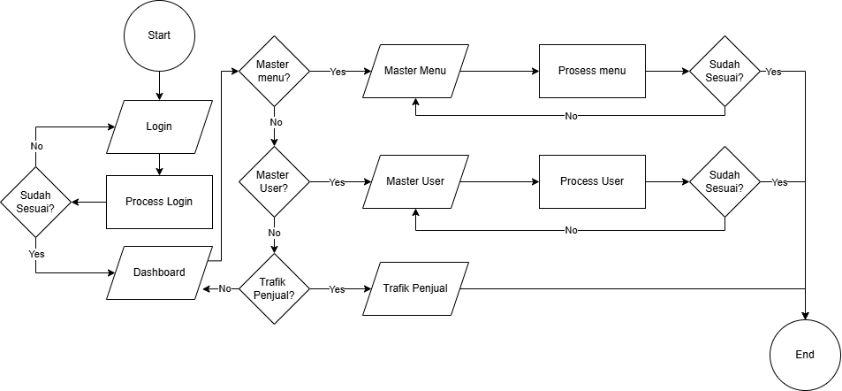 Start
Master
menu?
Yes
Master Menu
Prosess menu
Sudah
Sesuai?
Yes
No
No
Login
No
Process Login
Sudah
Sesuai?
Yes
Dashboard
Master
User?
Yes
Master User
Process User
Sudah
Sesuai?
Yes
No
No
Trafik
Penjual?
No
Yes
Trafik Penjual
End